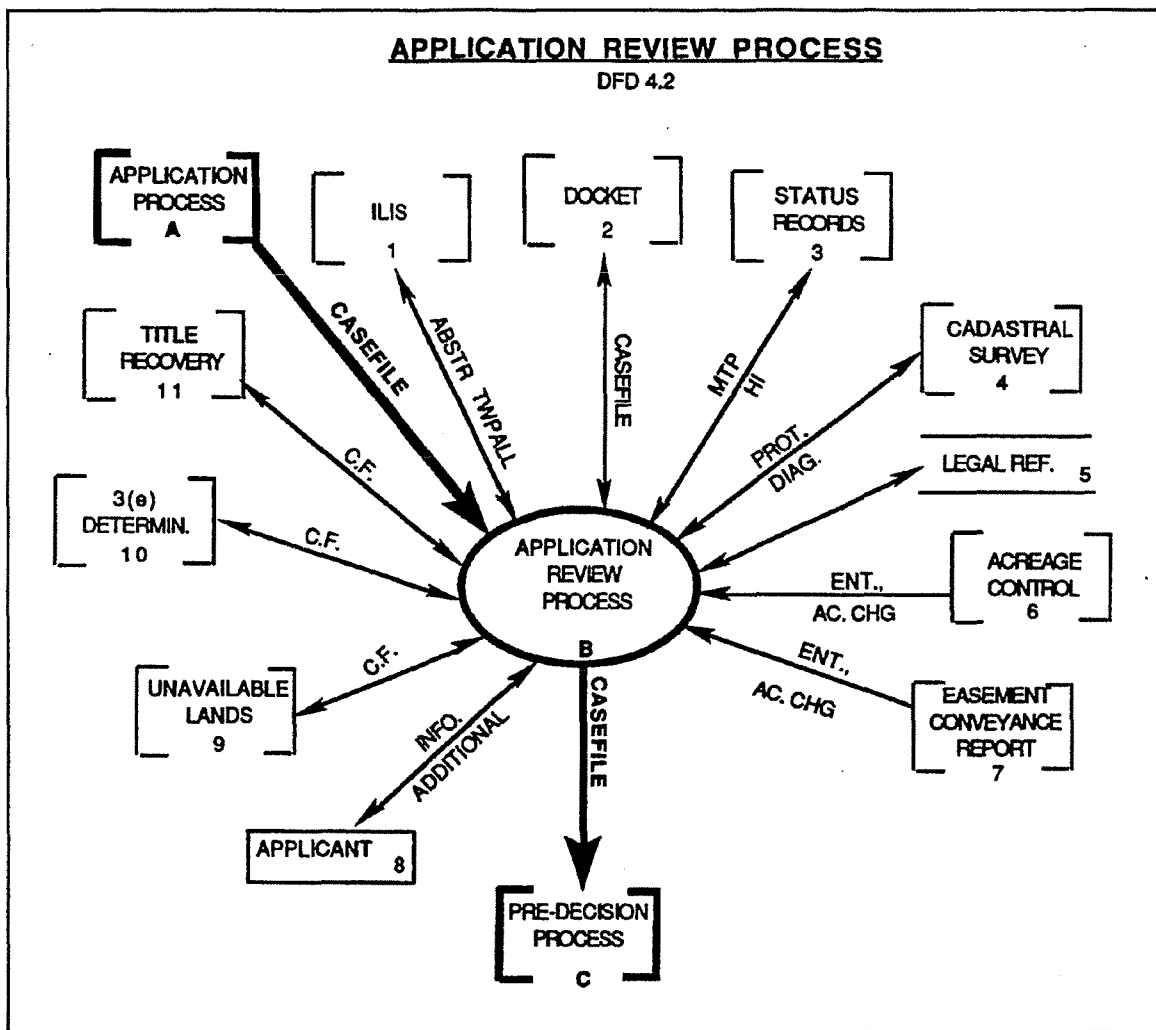 APPLICATION REVIEW PROCESS
DFD 4.2
APPLICATION
PROCESS
A
ILIS
1
DOCKET
2
STATUS
RECORDS
3
CADASTRAL
SURVEY
4
LEGAL REF. 5
ACREAGE
CONTROL
6
EASEMENT
CONVEYANCE
REPORT
7
APPLICANT 8
UNAVAILABLE
LANDS
9
3(e)
DETERMIN.
10
TITLE
RECOVERY
11
CASEFILE
ABSTR TWPALL
CASEFILE
MTP
HI
PROT.
DIAG.
ENT.,
AC. CHG
ENT.,
AC. CHG
INFO.
ADDITIONAL
C.F.
C.F.
C.F.
APPLICATION
REVIEW
PROCESS
B
CASEFILE
PRE-DECISION
PROCESS
C